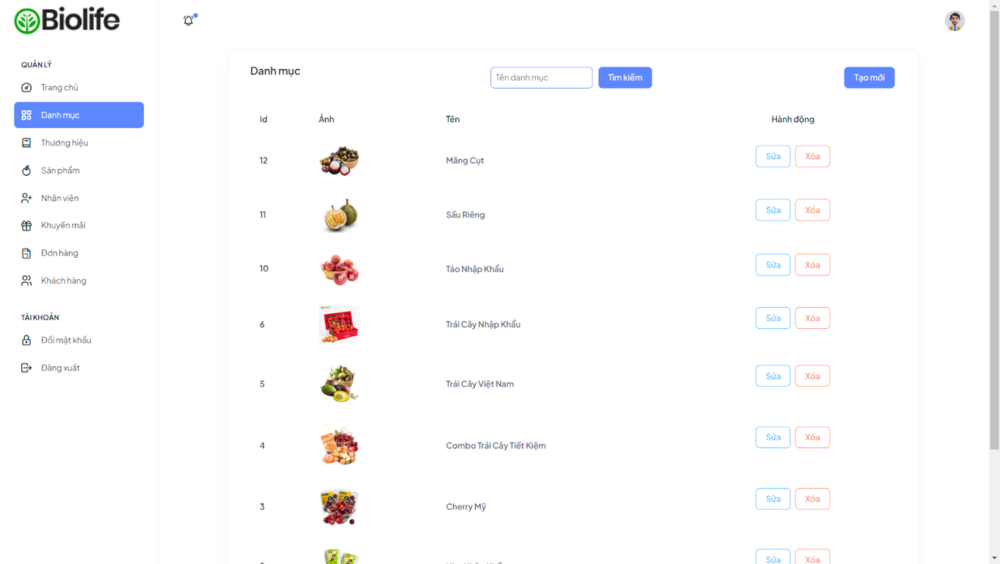 Biolife
QUẢN LÝ
Trang chủ
Danh mục
Thương hiệu
Sản phẩm
Nhân viên
Khuyến mãi
Đơn hàng
Khách hàng
TÀI KHOẢN
Đổi mật khẩu
Đăng xuất
Danh mục
Tên danh mục
Tìm kiếm
Tạo mới
Id Ảnh Tên Hành động
12 Măng Cụt Sửa Xóa
11 Sầu Riêng Sửa Xóa
10 Táo Nhập Khẩu Sửa Xóa
6 Trái Cây Nhập Khẩu Sửa Xóa
5 Trái Cây Việt Nam Sửa Xóa
4 Combo Trái Cây Tiết Kiệm Sửa Xóa
3 Cherry Mỹ Sửa Xóa
Sửa Xóa